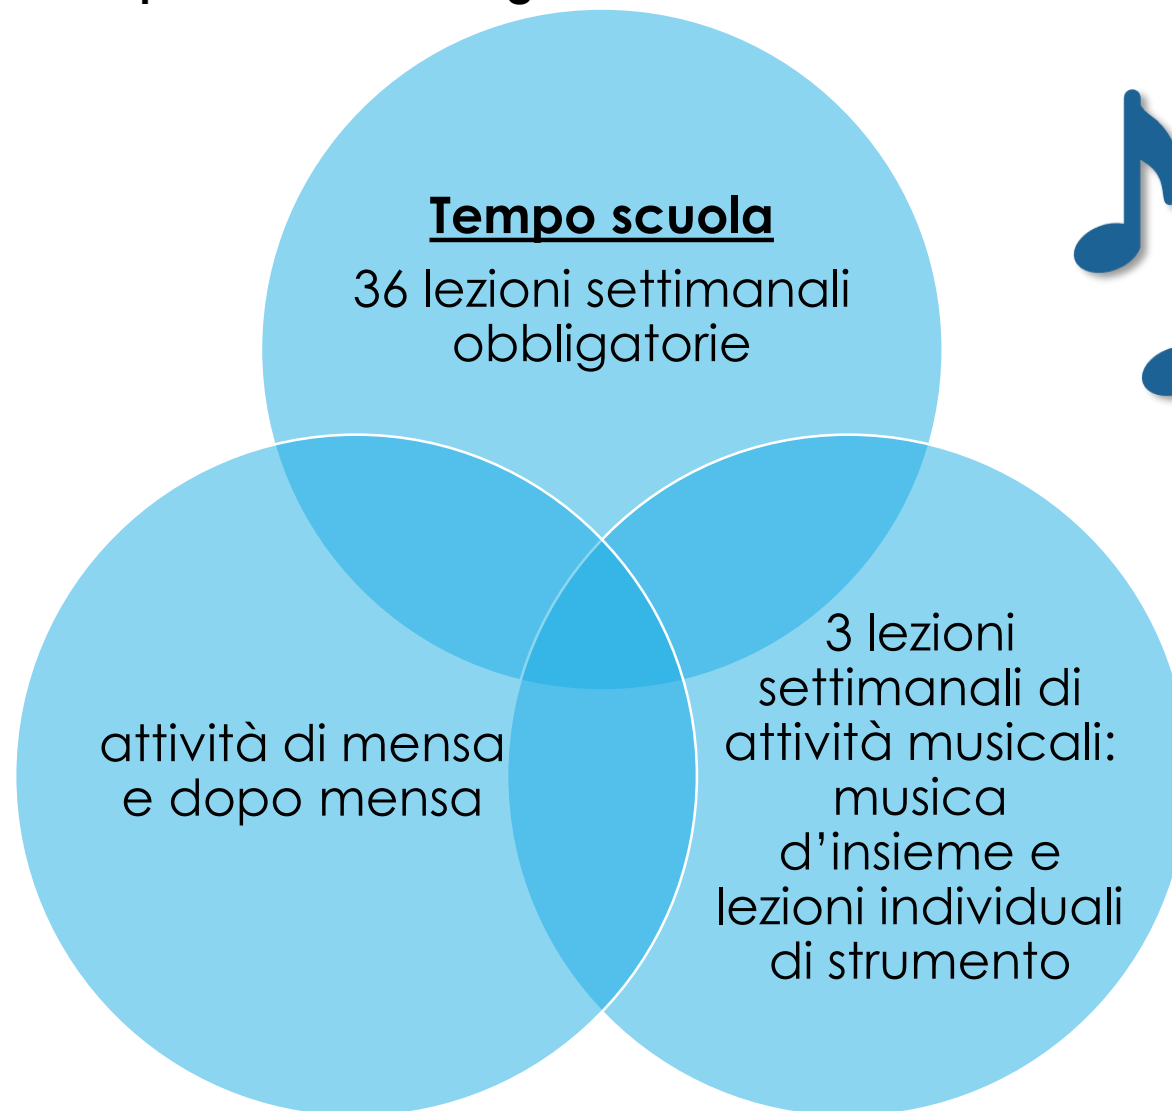 Tempo scuola
36 lezioni settimanali
obbligatorie
attività di mensa
e dopo mensa
3 lezioni
settimanali di
attività musicali:
musica
d’insieme e
lezioni individuali
di strumento